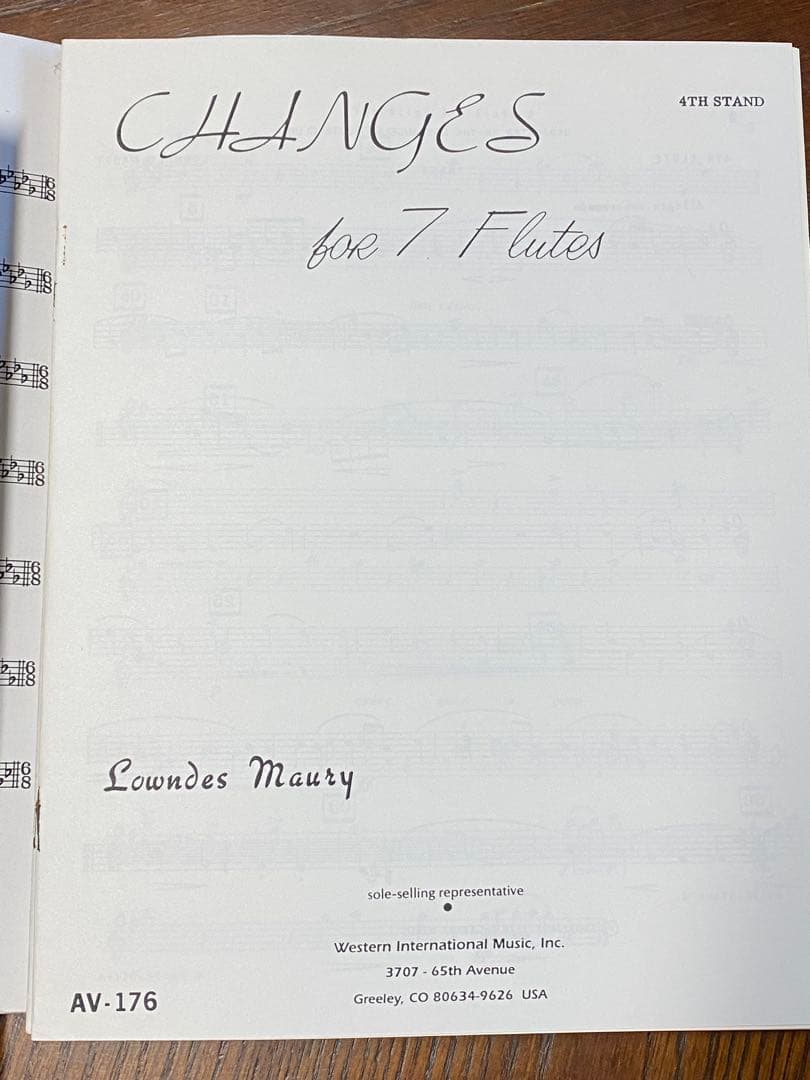 CHANGES
4TH STAND
for 7 Flutes
Lowndes Maury
sole-selling representative
Western International Music, Inc.
3707 - 65th Avenue
Greeley, CO 80634-9626 USA
AV-176